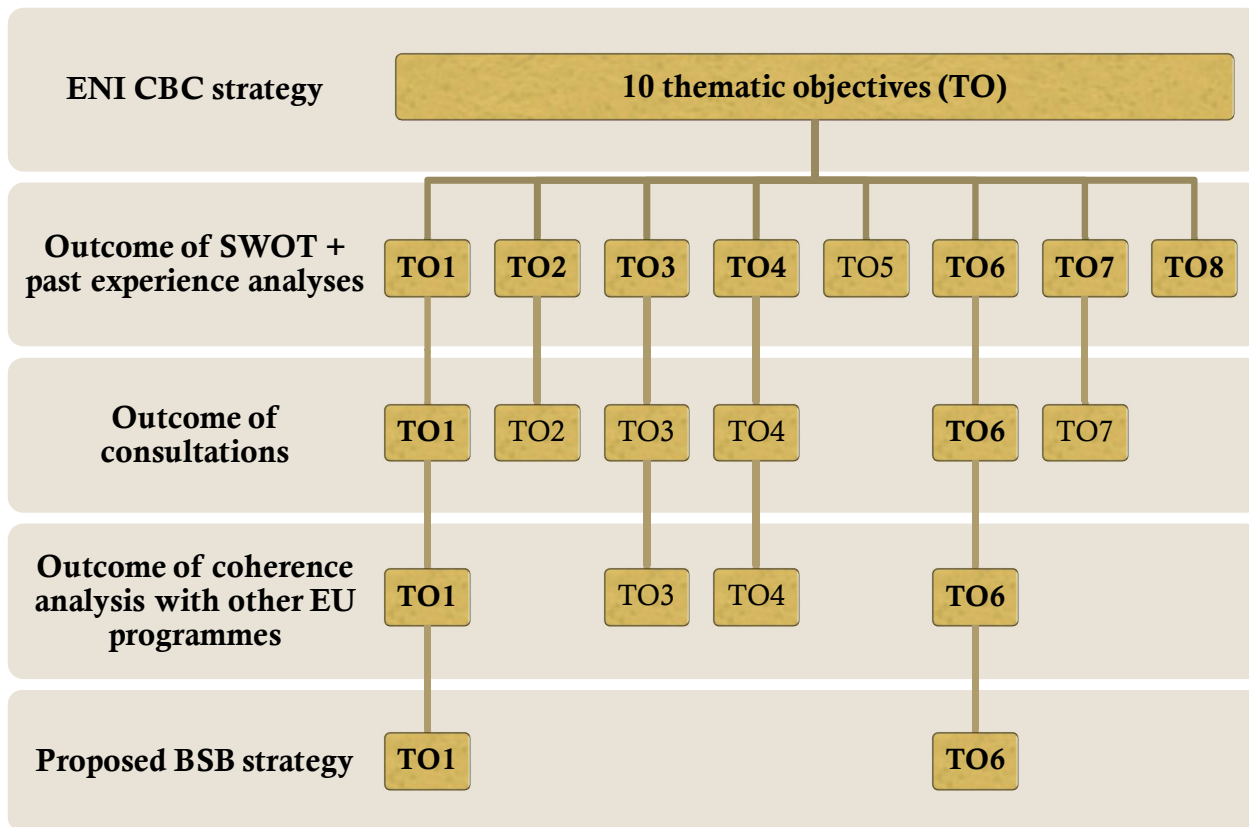 ENI CBC strategy
10 thematic objectives (TO)
Outcome of SWOT +
past experience analyses
TO1
TO2
TO3
TO4
TO5
TO6
TO7
TO8
Outcome of
consultations
TO1
TO2
TO3
TO4
TO6
TO7
Outcome of coherence
analysis with other EU
programmes
TO1
TO3
TO4
TO6
Proposed BSB strategy
TO1
TO6